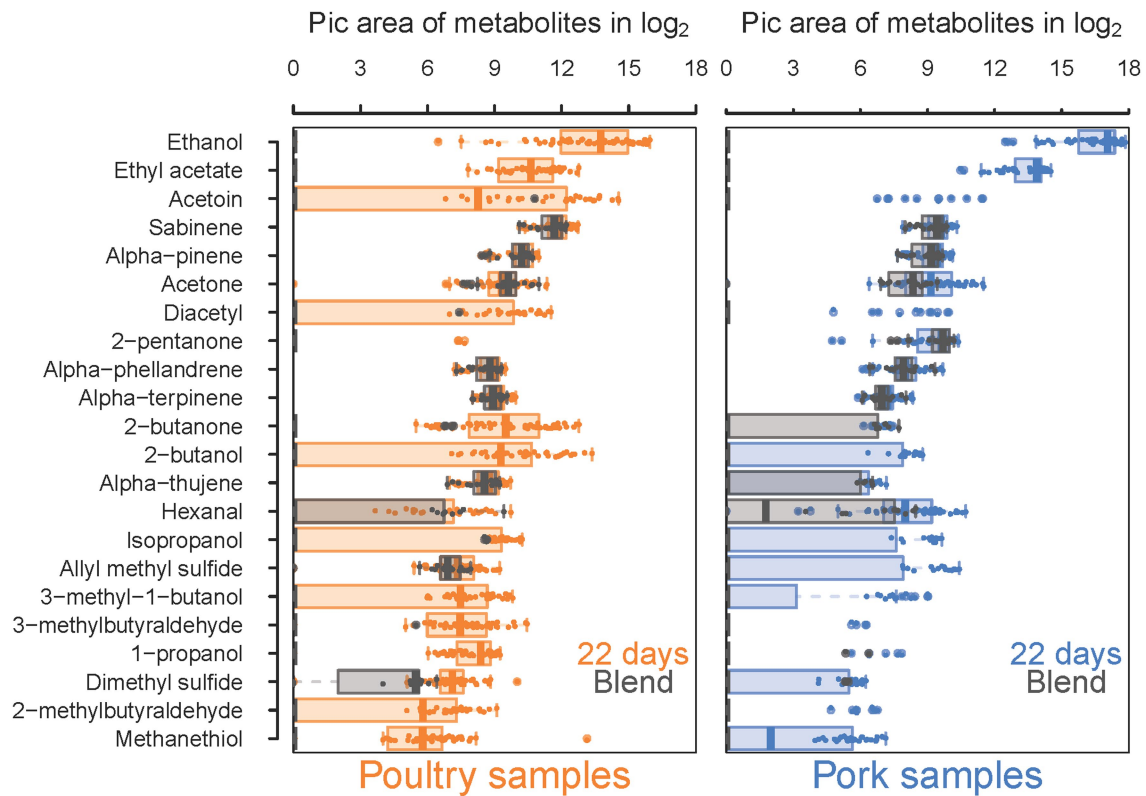 Pic area of metabolites in log2 Pic area of metabolites in log2
0 3 6 9 12 15 18 0 3 6 9 12 15 18
Ethanol
Ethyl acetate
Acetoin
Sabinene
Alpha−pinene
Acetone
Diacetyl
2−pentanone
Alpha−phellandrene
Alpha−terpinene
2−butanone
2−butanol
Alpha−thujene
Hexanal
Isopropanol
Allyl methyl sulfide
3−methyl−1−butanol
3−methylbutyraldehyde
1−propanol
22 days 22 days
Dimethyl sulfide
Blend Blend
2−methylbutyraldehyde
Methanethiol
Poultry samples Pork samples